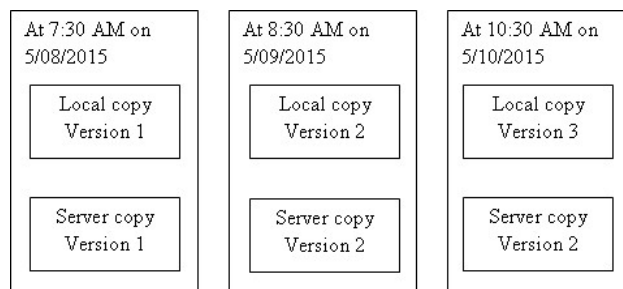 At 7:30 AM on
5/08/2015
Local copy
Version 1
Server copy
Version 1
At 8:30 AM on
5/09/2015
Local copy
Version 2
Server copy
Version 2
At 10:30 AM on
5/10/2015
Local copy
Version 3
Server copy
Version 2